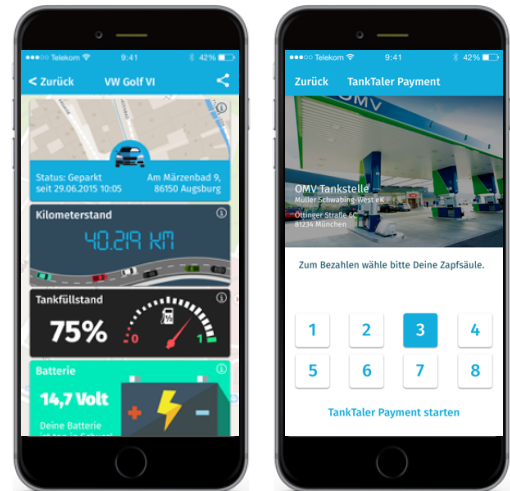 Telekom 9:41 42%
< Zurück VW Golf VI
Status: Geparkt
seit 29.06.2015 10:05
Am Märzenbad 9,
86150 Augsburg
Kilometerstand
40.219 KM
Tankfüllstand
75%
0
1/2
1
Batterie
14,7 Volt
Deine Batterie
Telekom 9:41 42%
Zurück TankTaler Payment
OMV
OMV Tankstelle
Müller Schwabing-West eK
Öttinger Straße 6C
81234 München
Zum Bezahlen wähle bitte Deine Zapfsäule.
1 2 3 4
5 6 7 8
TankTaler Payment starten